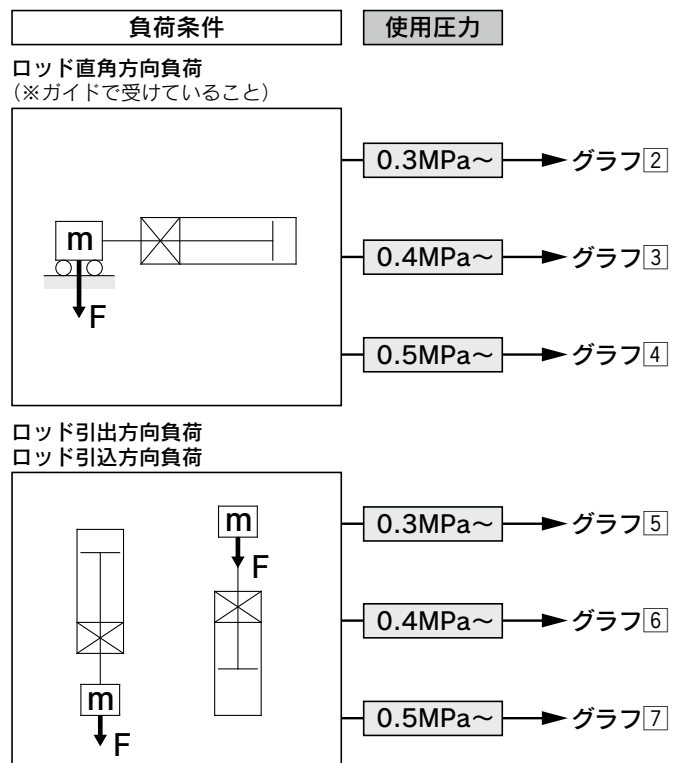 負荷条件
使用圧力
ロッド直角方向負荷
(※ガイドで受けていること)
m
F
0.3MPa～
グラフ2
0.4MPa～
グラフ3
0.5MPa～
グラフ4
ロッド引出方向負荷
ロッド引込方向負荷
m
F
m
F
0.3MPa～
グラフ5
0.4MPa～
グラフ6
0.5MPa～
グラフ7